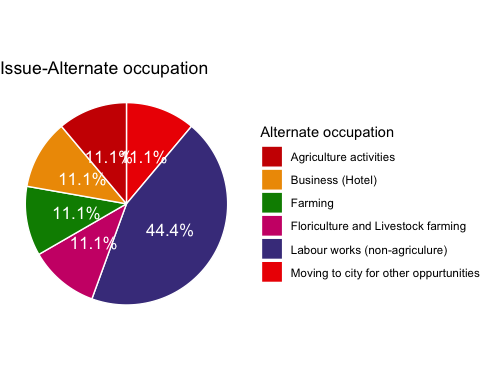 Issue-Alternate occupation
11.1%
11.1%
11.1%
11.1%
11.1%
44.4%
Alternate occupation
Agriculture activities
Business (Hotel)
Farming
Floriculture and Livestock farming
Labour works (non-agriculure)
Moving to city for other oppurtunities